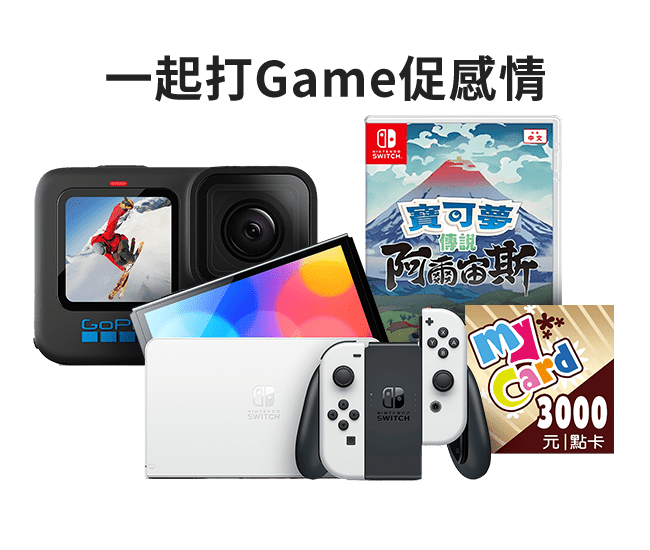 一起打Game促感情
NINTENDO
SWITCH
中文
寶可夢
傳說
阿爾宙斯
GoP
NINTENDO
SWITCH
NINTENDO
SWITCH
X
Y
A
B
My
Card
3000
元|點卡